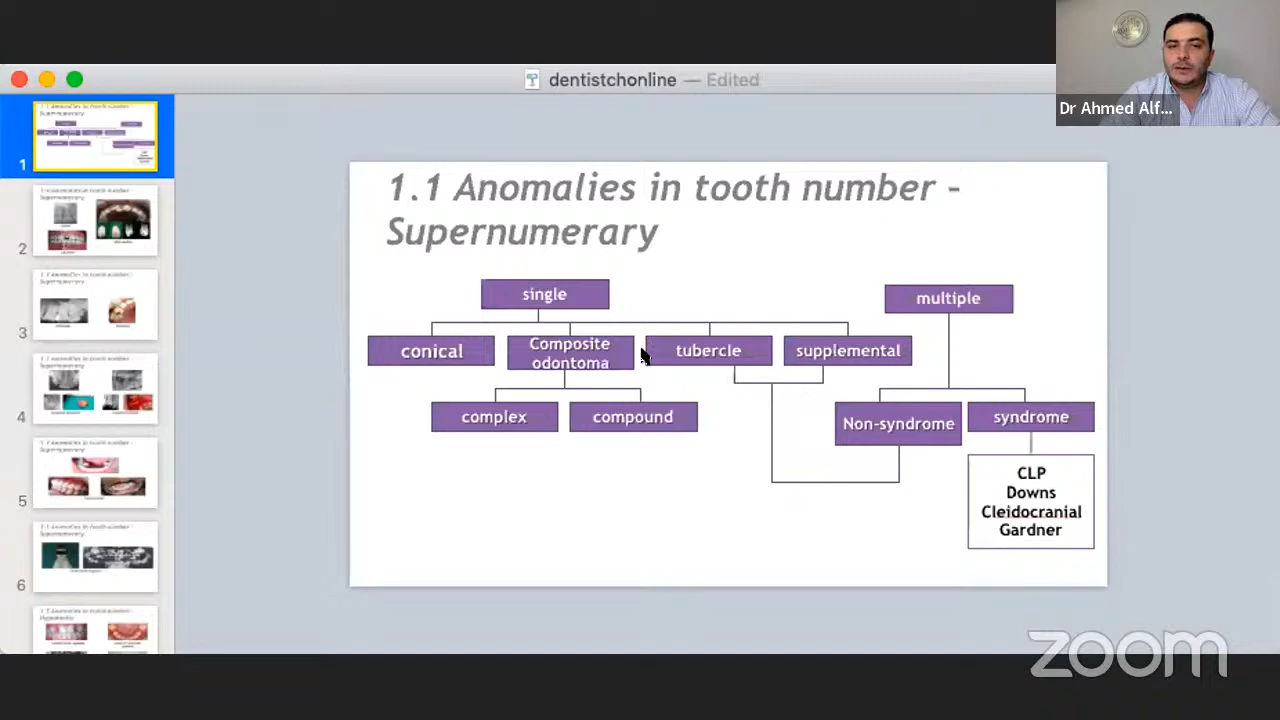 dentistchonline — Edited
Dr Ahmed Alf...
1.1 Anomalies in tooth number –
Supernumerary
single
multiple
conical
Composite
odontoma
tubercle
supplemental
complex
compound
Non-syndrome
syndrome
CLP
Downs
Cleidocranial
Gardner
1
2
3
4
5
6
zoom